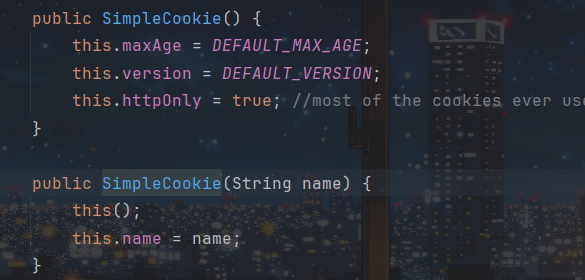 public SimpleCookie() {
this.maxAge = DEFAULT_MAX_AGE;
this.version = DEFAULT_VERSION;
this.httpOnly = true; //most of the cookies ever
}
public SimpleCookie(String name) {
this();
this.name = name;
}